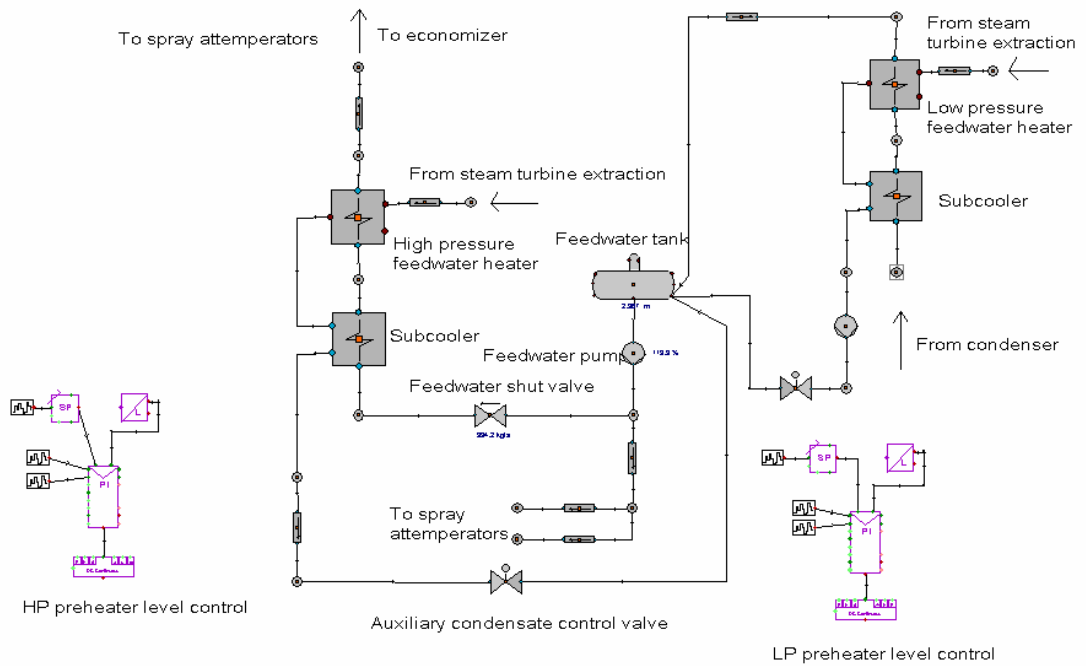 To spray attemperators
To economizer
From steam
turbine extraction
Low pressure
feedwater heater
From steam turbine extraction
Subcooler
High pressure
feedwater heater
Feedwater tank
Subcooler
Feedwater pump
From condenser
Feedwater shut valve
SP
L
PI
SP
L
PI
To spray
attemperators
HP preheater level control
Auxiliary condensate control valve
LP preheater level control